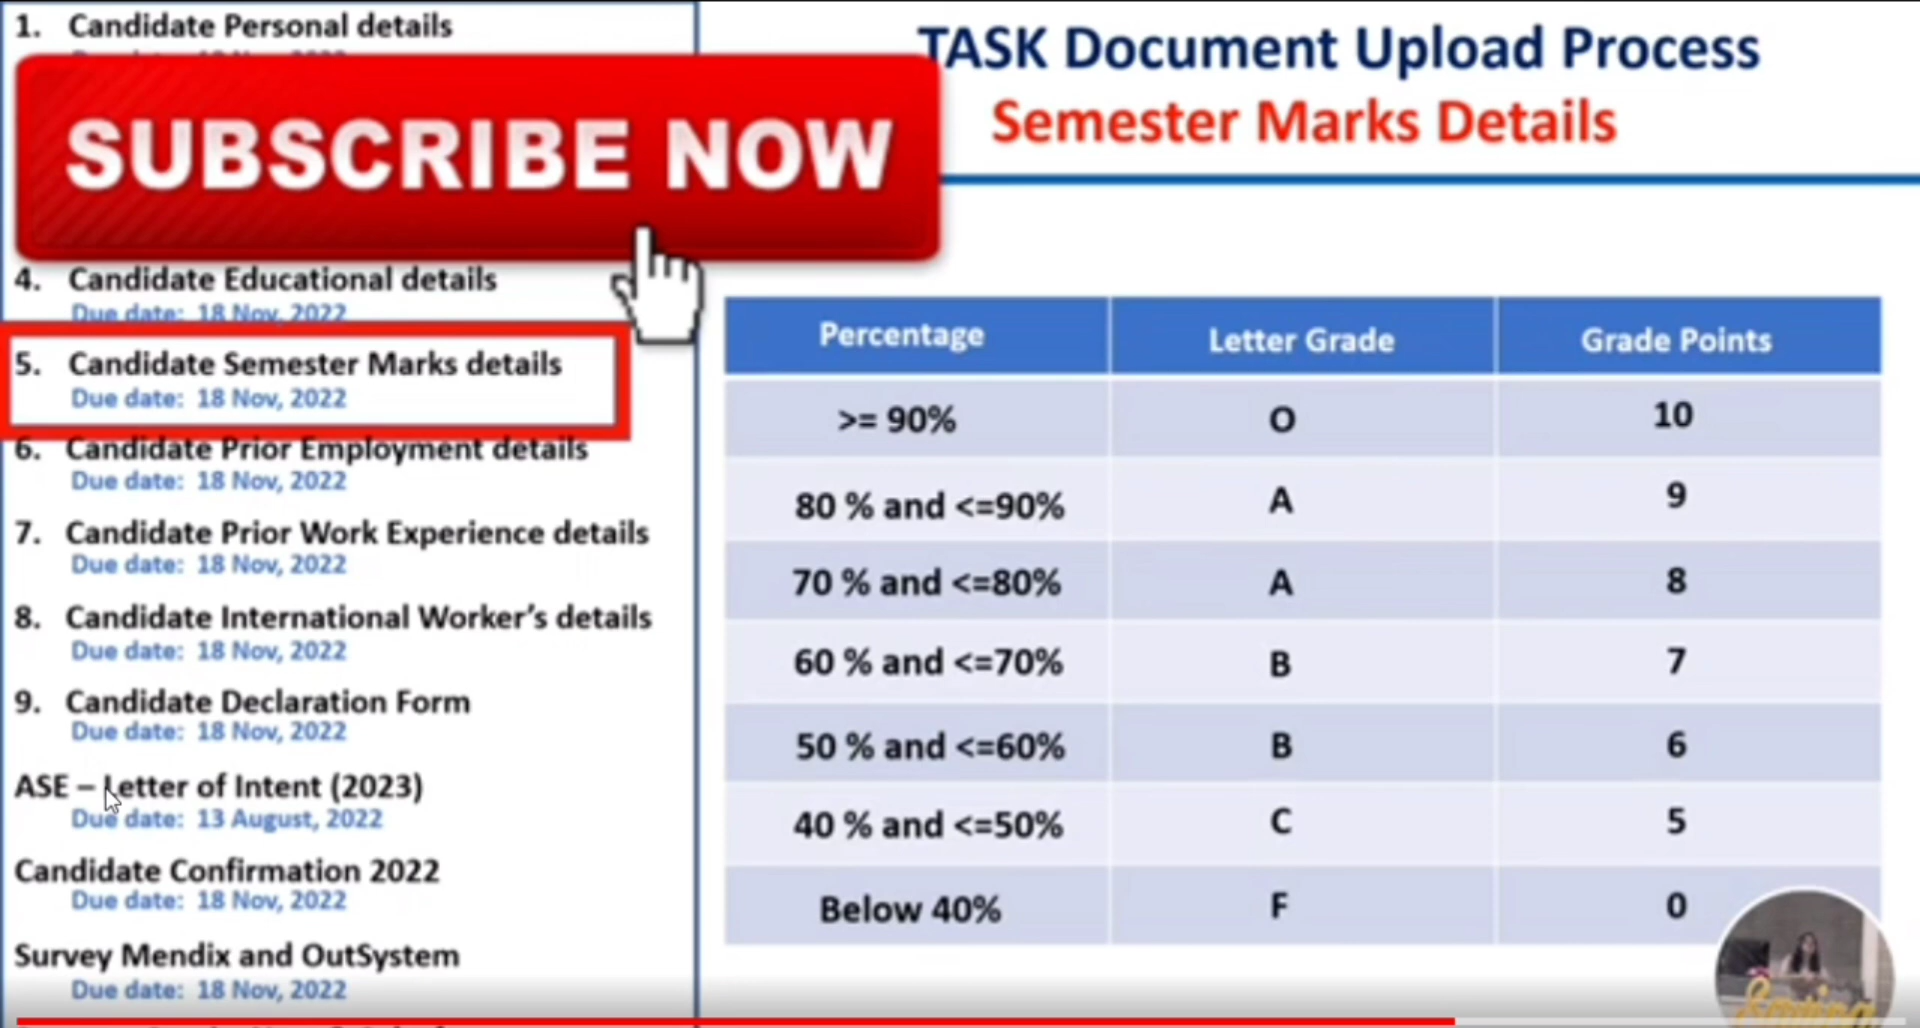 1. Candidate Personal details
SUBSCRIBE NOW
4. Candidate Educational details
Due date: 18 Nov, 2022
5. Candidate Semester Marks details
Due date: 18 Nov, 2022
6. Candidate Prior Employment details
Due date: 18 Nov, 2022
7. Candidate Prior Work Experience details
Due date: 18 Nov, 2022
8. Candidate International Worker's details
Due date: 18 Nov, 2022
9. Candidate Declaration Form
Due date: 18 Nov, 2022
ASE – Letter of Intent (2023)
Due date: 13 August, 2022
Candidate Confirmation 2022
Due date: 18 Nov, 2022
Survey Mendix and OutSystem
Due date: 18 Nov, 2022
TASK Document Upload Process
Semester Marks Details
Percentage Letter Grade Grade Points
>= 90% O 10
80 % and <=90% A 9
70 % and <=80% A 8
60 % and <=70% B 7
50 % and <=60% B 6
40 % and <=50% C 5
Below 40% F 0